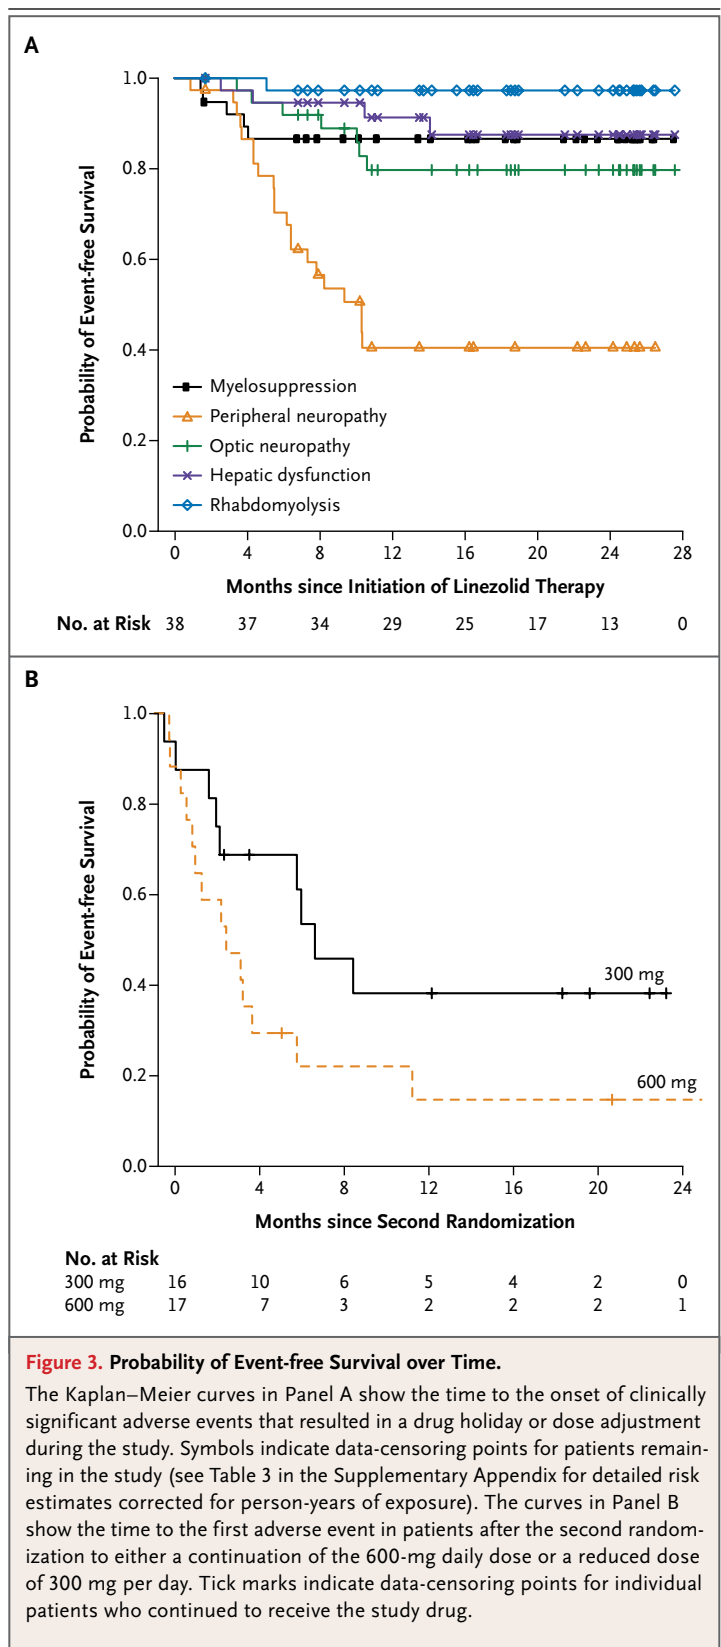 A
1.0
0.8
0.6
0.4
0.2
0.0
Probability of Event-free Survival
Myelosuppression
Peripheral neuropathy
Optic neuropathy
Hepatic dysfunction
Rhabdomyolysis
0 4 8 12 16 20 24 28
Months since Initiation of Linezolid Therapy
No. at Risk 38 37 34 29 25 17 13 0
B
1.0
0.8
0.6
0.4
0.2
0.0
Probability of Event-free Survival
300 mg
600 mg
0 4 8 12 16 20 24
Months since Second Randomization
No. at Risk
300 mg 16 10 6 5 4 2 0
600 mg 17 7 3 2 2 2 1
Figure 3. Probability of Event-free Survival over Time.
The Kaplan–Meier curves in Panel A show the time to the onset of clinically
significant adverse events that resulted in a drug holiday or dose adjustment
during the study. Symbols indicate data-censoring points for patients remain-
ing in the study (see Table 3 in the Supplementary Appendix for detailed risk
estimates corrected for person-years of exposure). The curves in Panel B
show the time to the first adverse event in patients after the second random-
ization to either a continuation of the 600-mg daily dose or a reduced dose
of 300 mg per day. Tick marks indicate data-censoring points for individual
patients who continued to receive the study drug.